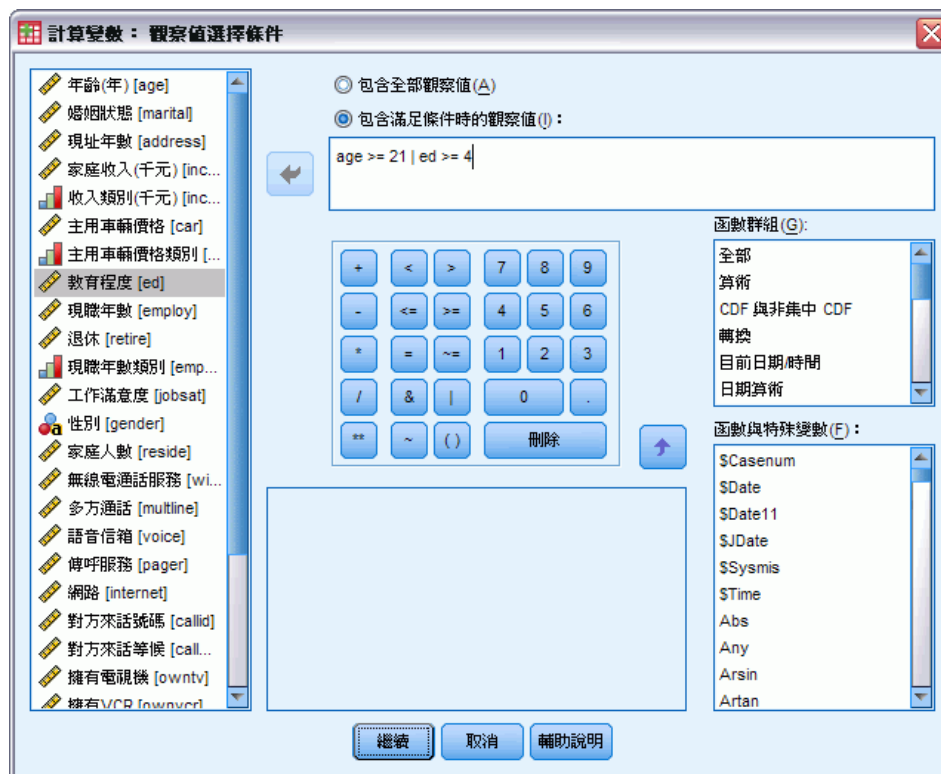 計算變數： 觀察值選擇條件
年齡(年) [age]
婚姻狀態 [marital]
現址年數 [address]
家庭收入(千元) [inc...
收入類別(千元) [inc...
主用車輛價格 [car]
主用車輛價格類別 [...
教育程度 [ed]
現職年數 [employ]
退休 [retire]
現職年數類別 [emp...
工作滿意度 [jobsat]
性別 [gender]
家庭人數 [reside]
無線電通話服務 [wi...
多方通話 [multline]
語音信箱 [voice]
傳呼服務 [pager]
網路 [internet]
對方來話號碼 [callid]
對方來話等候 [call...
擁有電視機 [owntv]
擁有VCR [ownvcr]
包含全部觀察值(A)
包含滿足條件時的觀察值(I)：
age >= 21 | ed >= 4
+ < > 7 8 9
- <= >= 4 5 6
* = ~= 1 2 3
/ & | 0 .
** ~ ( ) 刪除
函數群組(G):
全部
算術
CDF 與非集中 CDF
轉換
目前日期/時間
日期算術
函數與特殊變數(F)：
$Casenum
$Date
$Date11
$JDate
$Sysmis
$Time
Abs
Any
Arsin
Artan
繼續 取消 輔助說明